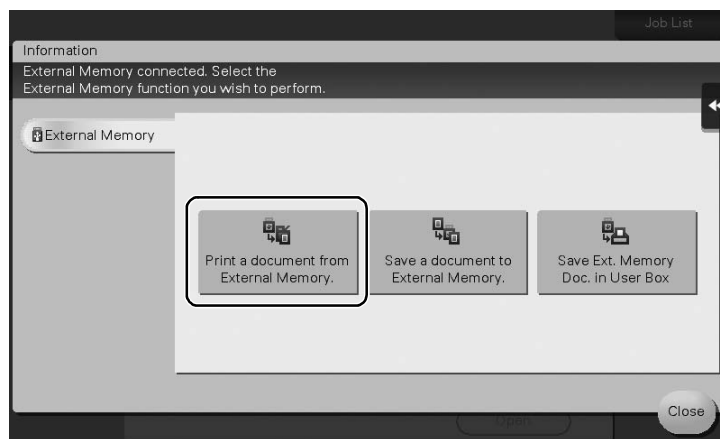 Job List
Information
External Memory connected. Select the
External Memory function you wish to perform.
External Memory
Print a document from
External Memory.
Save a document to
External Memory.
Save Ext. Memory
Doc. in User Box
Close
Open